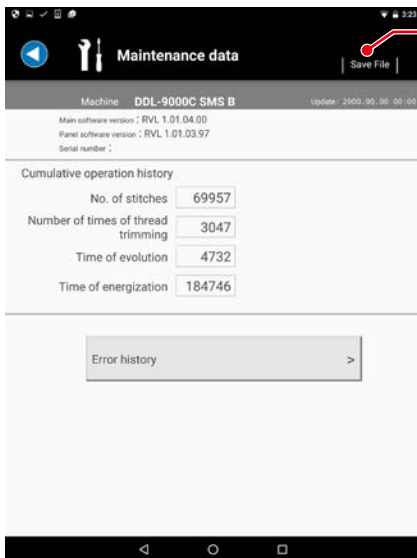 3:23
Maintenance data
Save File
Machine DDL-9000C SMS B Update: 2000.00.00 00:00
Main software version : RVL 1.01.04.00
Panel software version : RVL 1.01.03.97
Serial number :
Cumulative operation history
No. of stitches 69957
Number of times of thread
trimming 3047
Time of evolution 4732
Time of energization 184746
Error history >